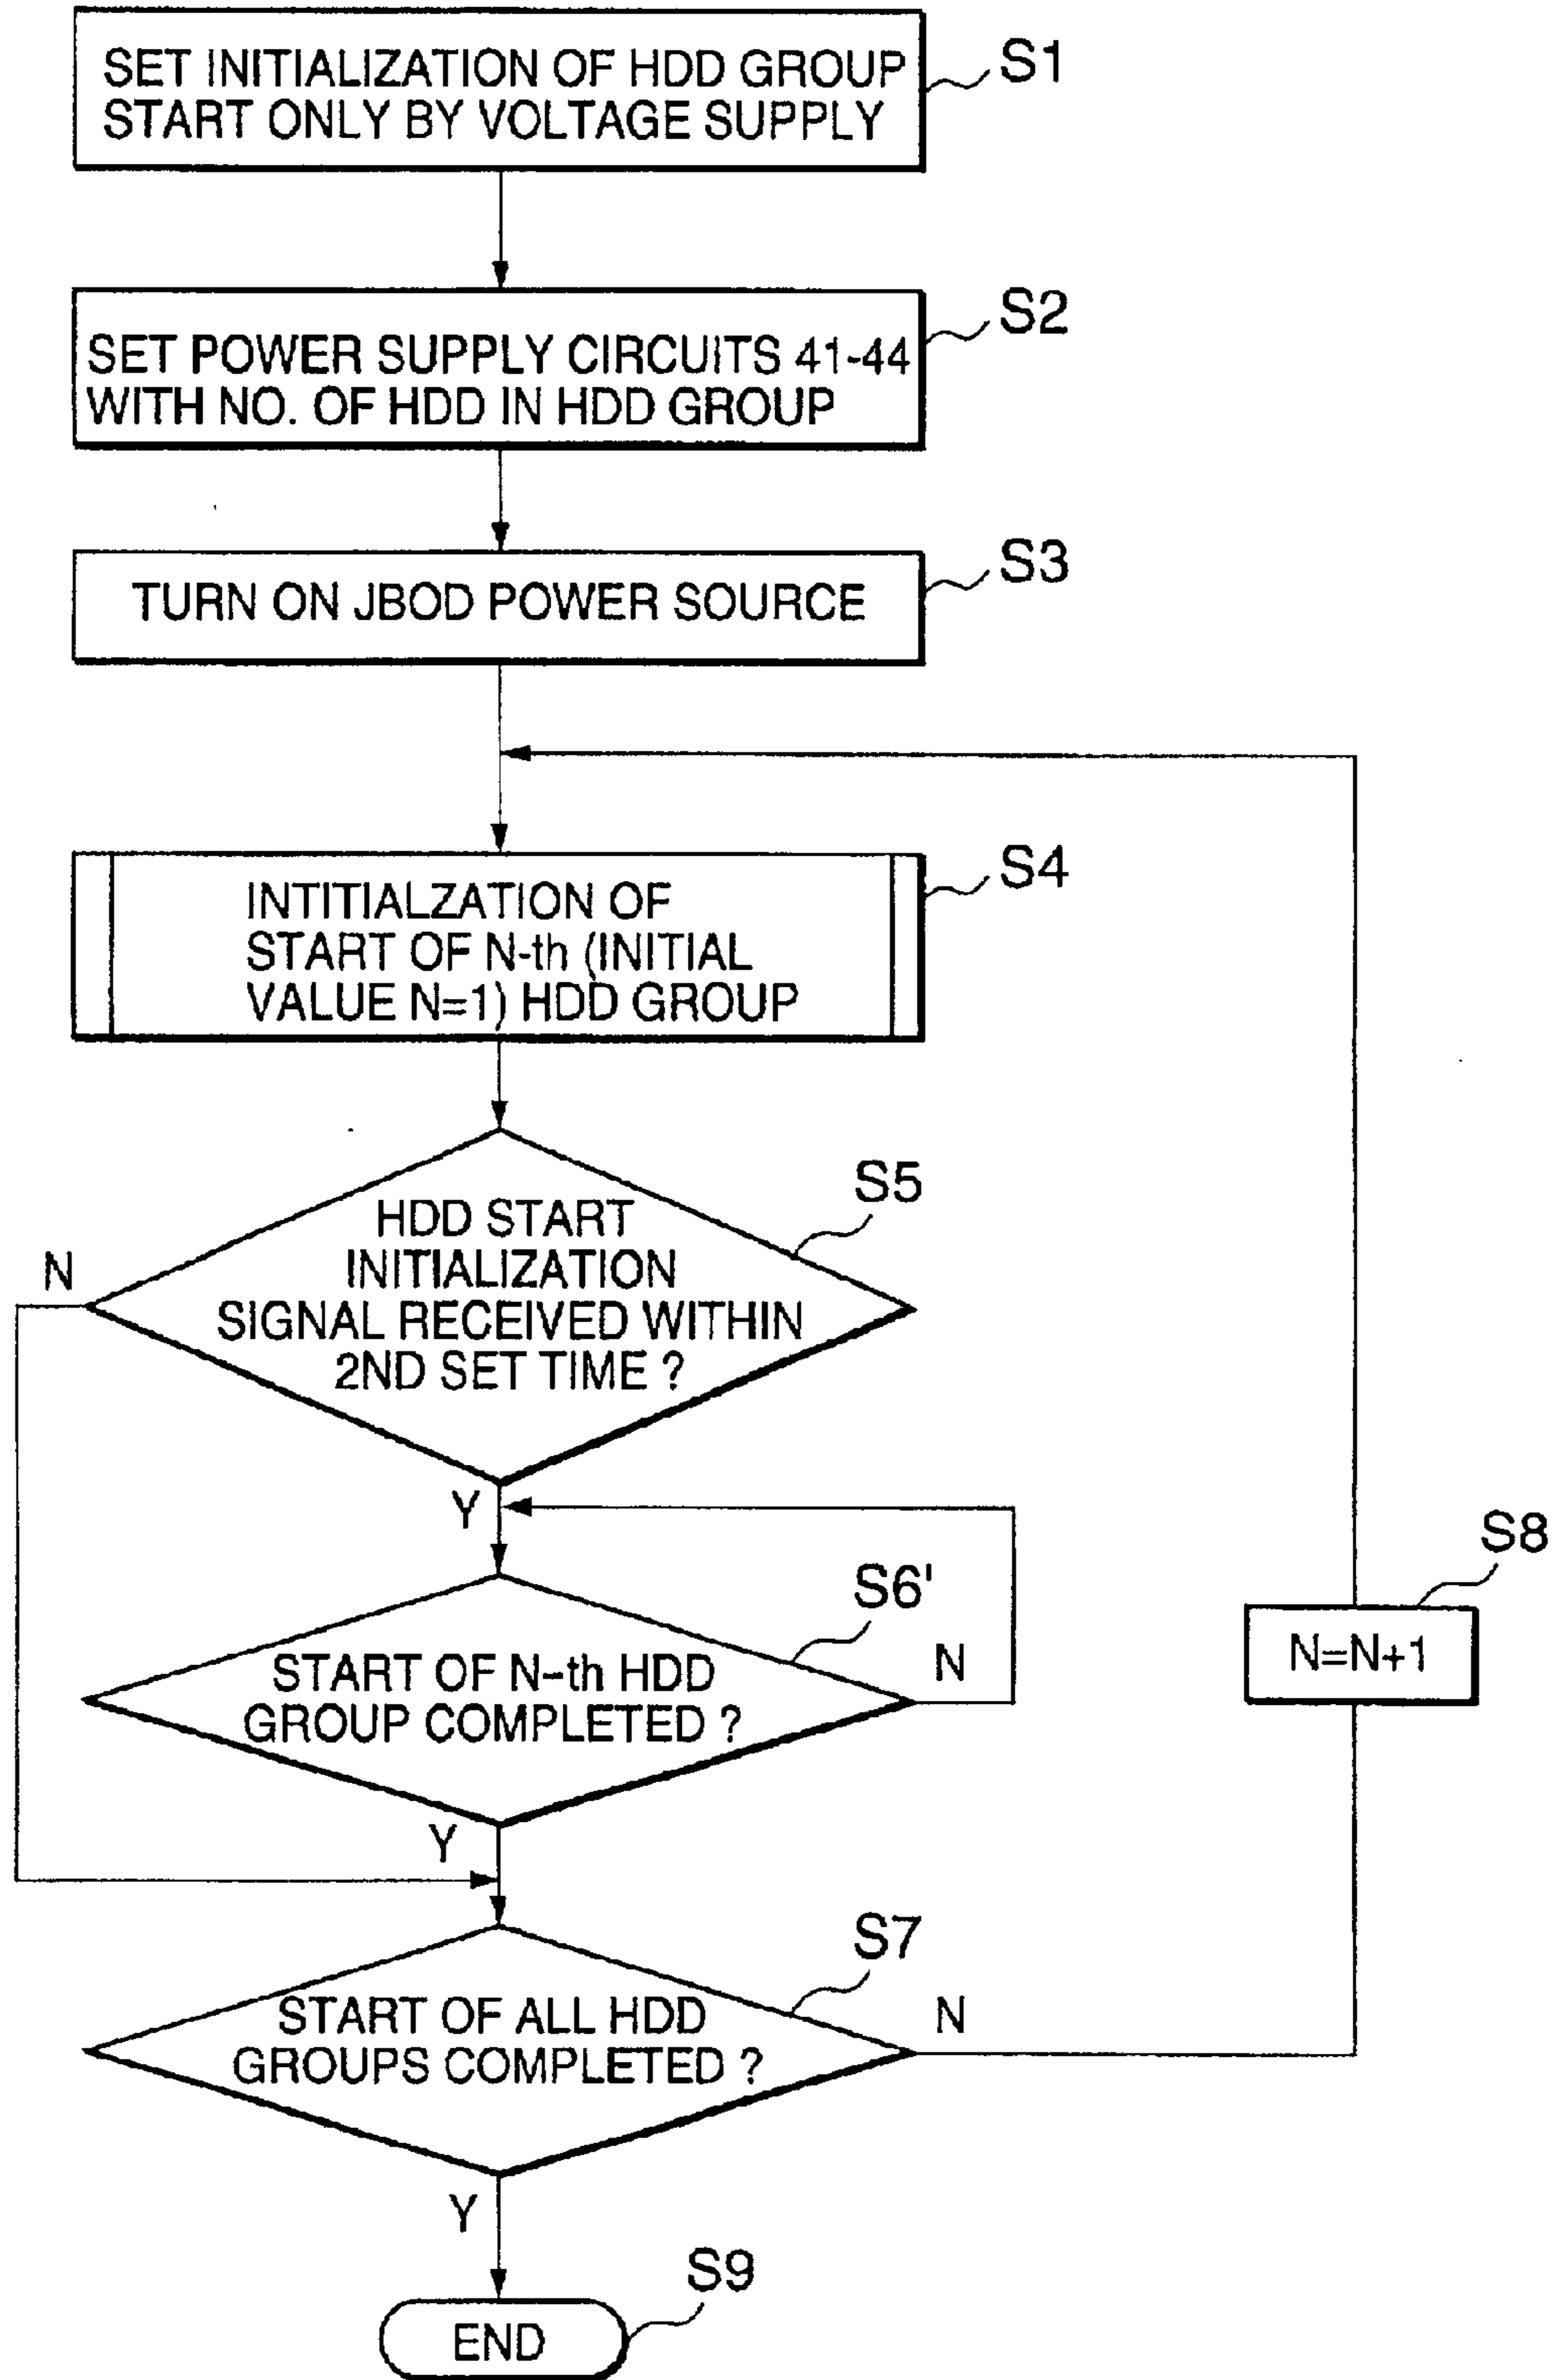 SET INITIALIZATION OF HDD GROUP
START ONLY BY VOLTAGE SUPPLY
S1
SET POWER SUPPLY CIRCUITS 41-44
WITH NO. OF HDD IN HDD GROUP
S2
TURN ON JBOD POWER SOURCE
S3
INTITIALZATION OF
START OF N-th (INITIAL
VALUE N=1) HDD GROUP
S4
HDD START
INITIALIZATION
SIGNAL RECEIVED WITHIN
2ND SET TIME ?
S5
N
Y
START OF N-th HDD
GROUP COMPLETED ?
S6'
N
Y
N=N+1
S8
START OF ALL HDD
GROUPS COMPLETED ?
S7
N
Y
END
S9